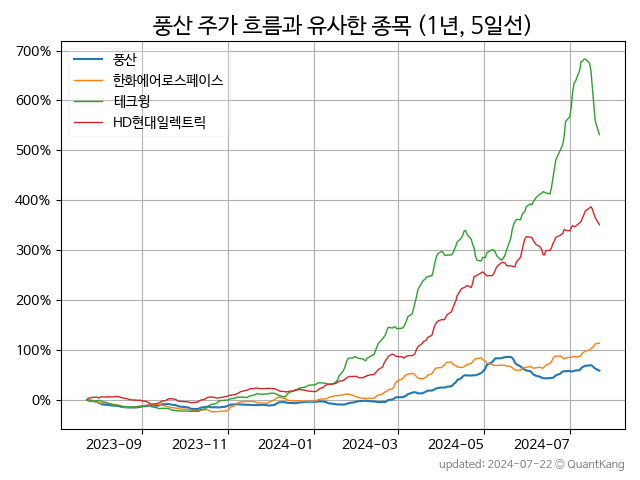 풍산 주가 흐름과 유사한 종목 (1년, 5일선)
700%
600%
500%
400%
300%
200%
100%
0%
풍산
한화에어로스페이스
테크윙
HD현대일렉트릭
2023-09 2023-11 2024-01 2024-03 2024-05 2024-07
updated: 2024-07-22 © QuantKang